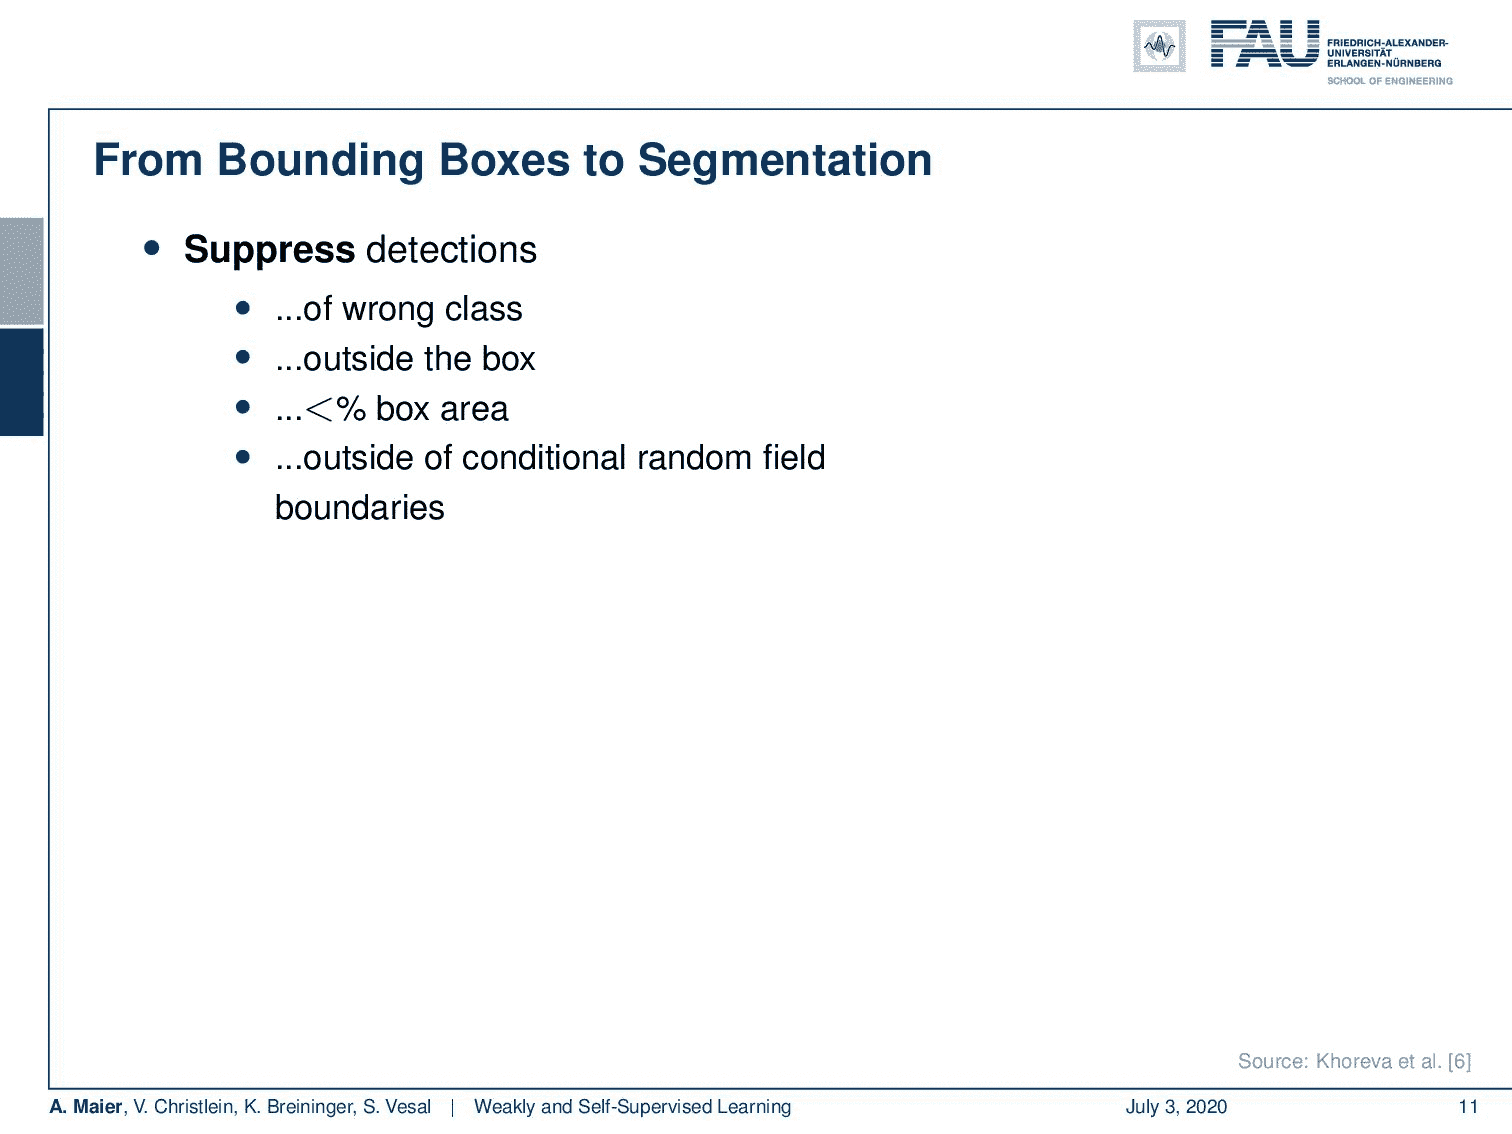 FAU
FRIEDRICH-ALEXANDER-
UNIVERSITÄT
ERLANGEN-NÜRNBERG
SCHOOL OF ENGINEERING
From Bounding Boxes to Segmentation
• Suppress detections
• ...of wrong class
• ...outside the box
• ...<% box area
• ...outside of conditional random field
boundaries
Source: Khoreva et al. [6]
A. Maier, V. Christlein, K. Breininger, S. Vesal | Weakly and Self-Supervised Learning July 3, 2020 11